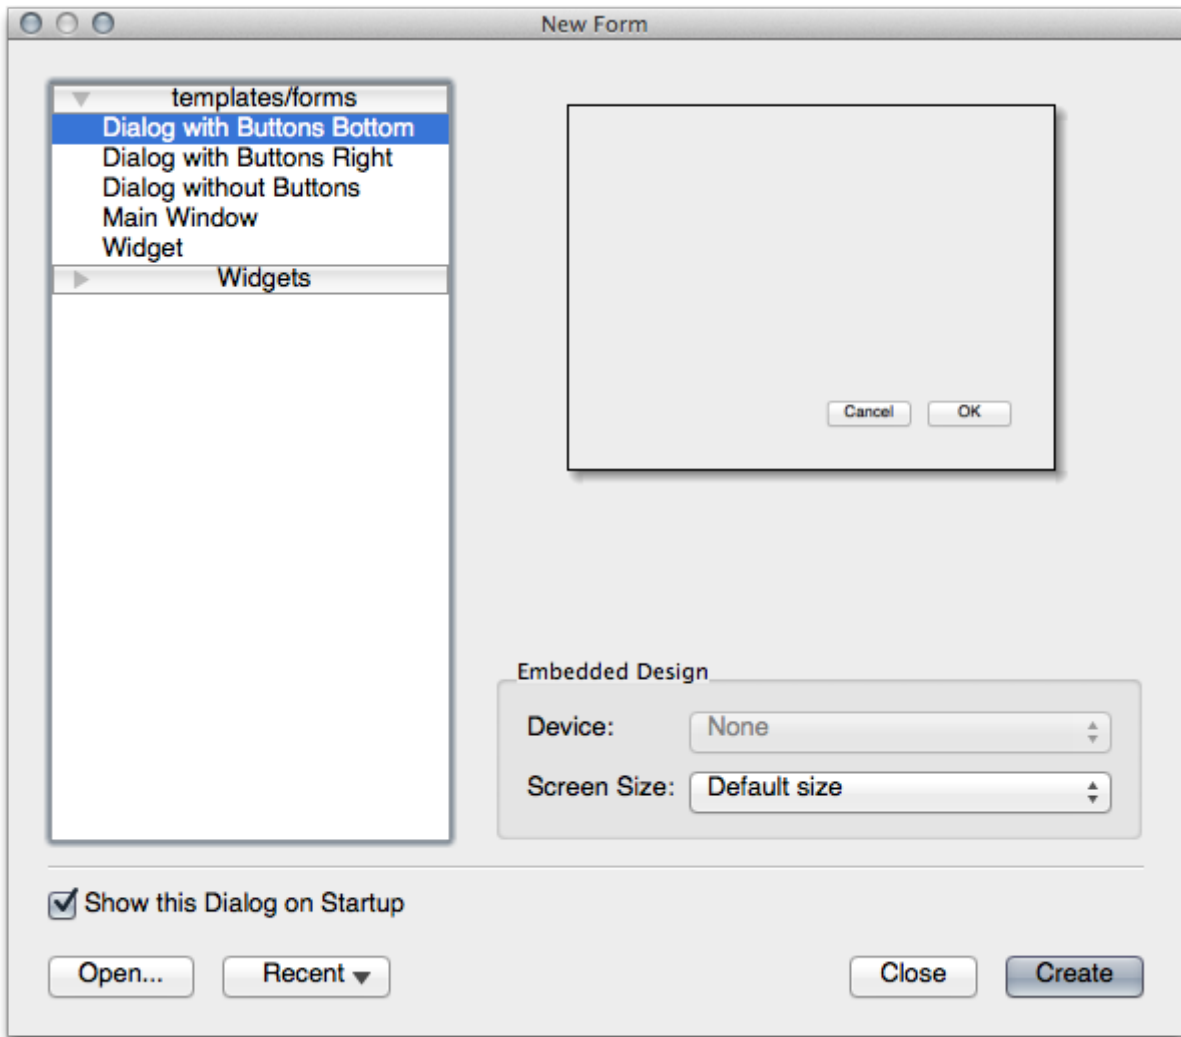 New Form
templates/forms
Dialog with Buttons Bottom
Dialog with Buttons Right
Dialog without Buttons
Main Window
Widget
Widgets
Cancel
OK
Embedded Design
Device: None
Screen Size: Default size
Show this Dialog on Startup
Open... Recent Close Create